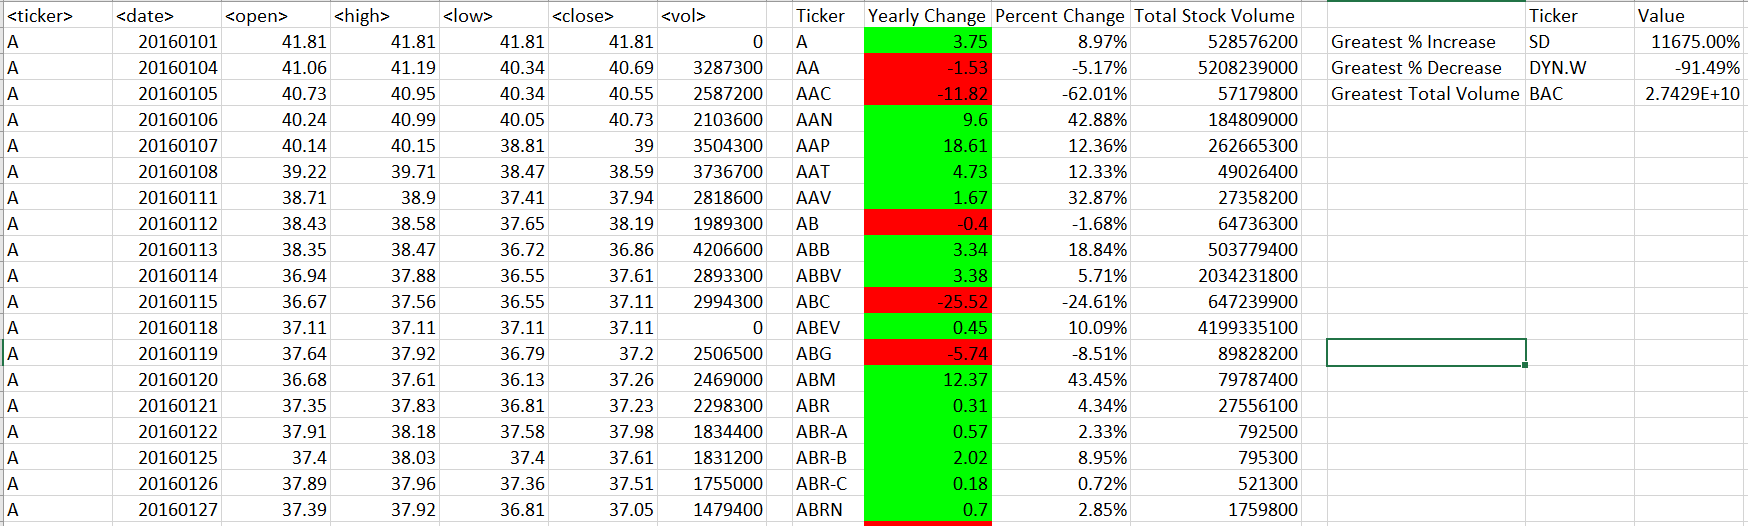 <ticker> <date> <open> <high> <low> <close> <vol> Ticker Yearly Change Percent Change Total Stock Volume Ticker Value
A 20160101 41.81 41.81 41.81 41.81 0 A 3.75 8.97% 528576200 Greatest % Increase SD 11675.00%
A 20160104 41.06 41.19 40.34 40.69 3287300 AA -1.53 -5.17% 5208239000 Greatest % Decrease DYN.W -91.49%
A 20160105 40.73 40.95 40.34 40.55 2587200 AAC -11.82 -62.01% 57179800 Greatest Total Volume BAC 2.7429E+10
A 20160106 40.24 40.99 40.05 40.73 2103600 AAN 9.6 42.88% 184809000
A 20160107 40.14 40.15 38.81 39 3504300 AAP 18.61 12.36% 262665300
A 20160108 39.22 39.71 38.47 38.59 3736700 AAT 4.73 12.33% 49026400
A 20160111 38.71 38.9 37.41 37.94 2818600 AAV 1.67 32.87% 27358200
A 20160112 38.43 38.58 37.65 38.19 1989300 AB -0.4 -1.68% 64736300
A 20160113 38.35 38.47 36.72 36.86 4206600 ABB 3.34 18.84% 503779400
A 20160114 36.94 37.88 36.55 37.61 2893300 ABBV 3.38 5.71% 2034231800
A 20160115 36.67 37.56 36.55 37.11 2994300 ABC -25.52 -24.61% 647239900
A 20160118 37.11 37.11 37.11 37.11 0 ABEV 0.45 10.09% 4199335100
A 20160119 37.64 37.92 36.79 37.2 2506500 ABG -5.74 -8.51% 89828200
A 20160120 36.68 37.61 36.13 37.26 2469000 ABM 12.37 43.45% 79787400
A 20160121 37.35 37.83 36.81 37.23 2298300 ABR 0.31 4.34% 27556100
A 20160122 37.91 38.18 37.58 37.98 1834400 ABR-A 0.57 2.33% 792500
A 20160125 37.4 38.03 37.4 37.61 1831200 ABR-B 2.02 8.95% 795300
A 20160126 37.89 37.96 37.36 37.51 1755000 ABR-C 0.18 0.72% 521300
A 20160127 37.39 37.92 36.81 37.05 1479400 ABRN 0.7 2.85% 1759800